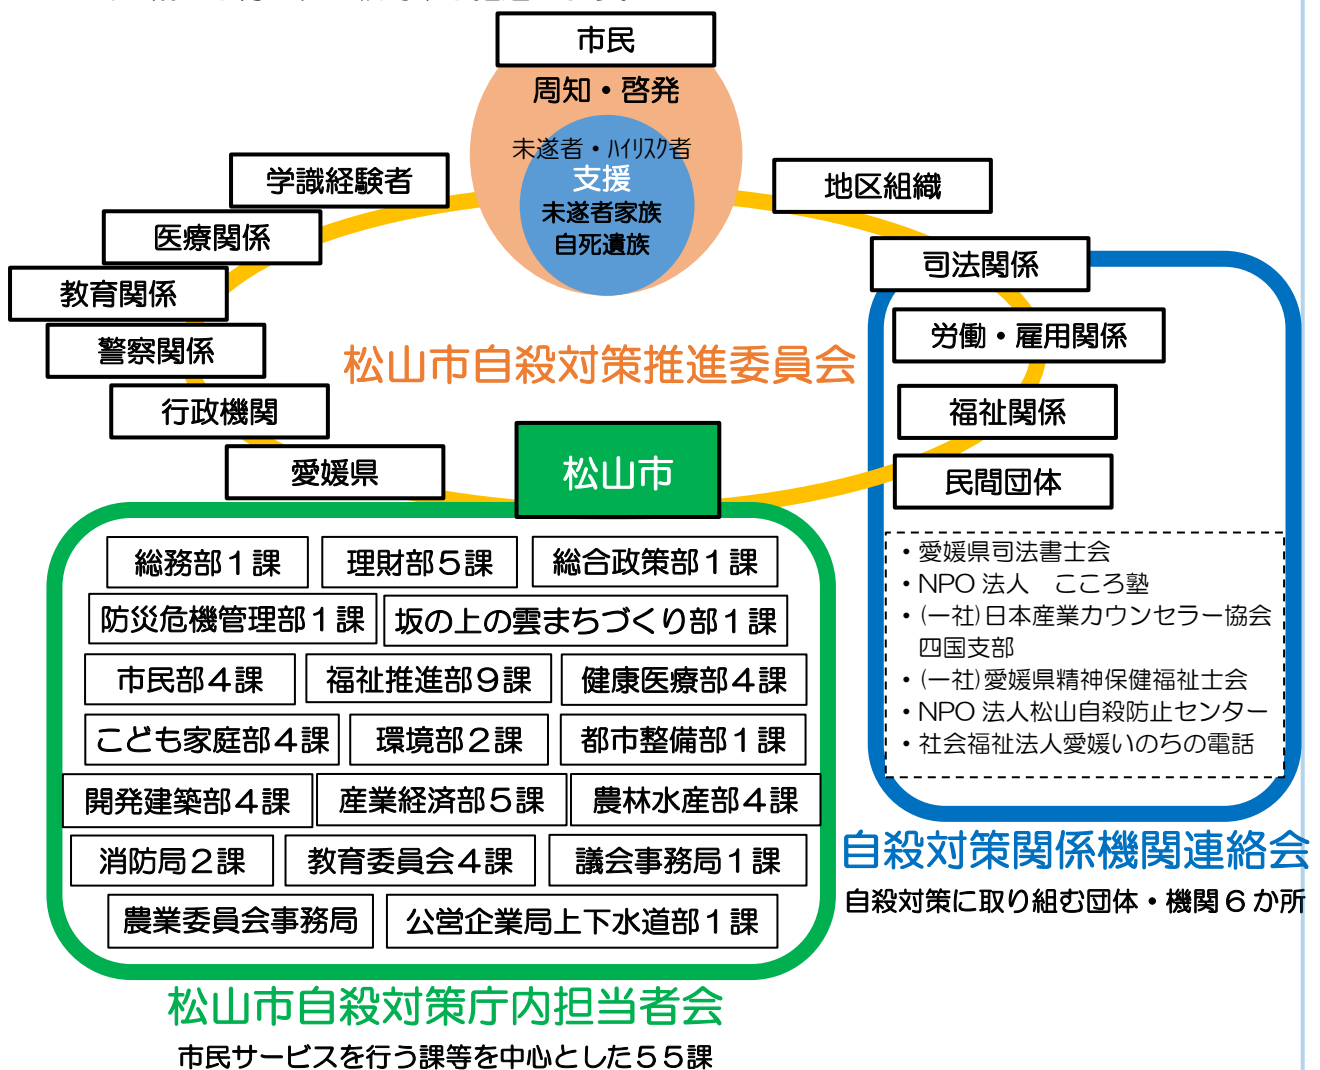 市民
周知・啓発
未遂者・ﾊｲﾘｽｸ者
支援
未遂者家族
自死遺族
学識経験者
医療関係
教育関係
警察関係
行政機関
愛媛県
地区組織
司法関係
労働・雇用関係
福祉関係
民間団体
松山市自殺対策推進委員会
松山市
総務部１課
理財部５課
総合政策部１課
防災危機管理部１課
坂の上の雲まちづくり部１課
市民部４課
福祉推進部９課
健康医療部４課
こども家庭部４課
環境部２課
都市整備部１課
開発建築部４課
産業経済部５課
農林水産部４課
消防局２課
教育委員会４課
議会事務局１課
農業委員会事務局
公営企業局上下水道部１課
松山市自殺対策庁内担当者会
市民サービスを行う課等を中心とした５５課
・愛媛県司法書士会
・NPO 法人　こころ塾
・(一社)日本産業カウンセラー協会
四国支部
・(一社)愛媛県精神保健福祉士会
・NPO 法人松山自殺防止センター
・社会福祉法人愛媛いのちの電話
自殺対策関係機関連絡会
自殺対策に取り組む団体・機関６か所